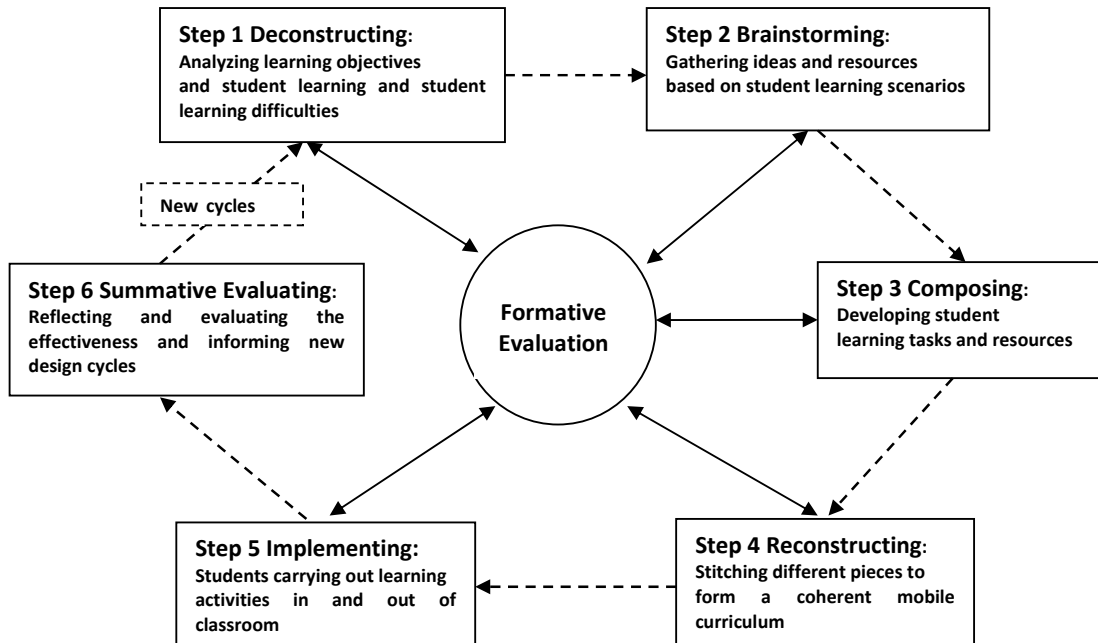 Step 1 Deconstructing:
Analyzing learning objectives
and student learning and student
learning difficulties
Step 2 Brainstorming:
Gathering ideas and resources
based on student learning scenarios
New cycles
Step 6 Summative Evaluating:
Reflecting and evaluating the
effectiveness and informing new
design cycles
Formative
Evaluation
Step 3 Composing:
Developing student
learning tasks and resources
Step 5 Implementing:
Students carrying out learning
activities in and out of
classroom
Step 4 Reconstructing:
Stitching different pieces to
form a coherent mobile
curriculum